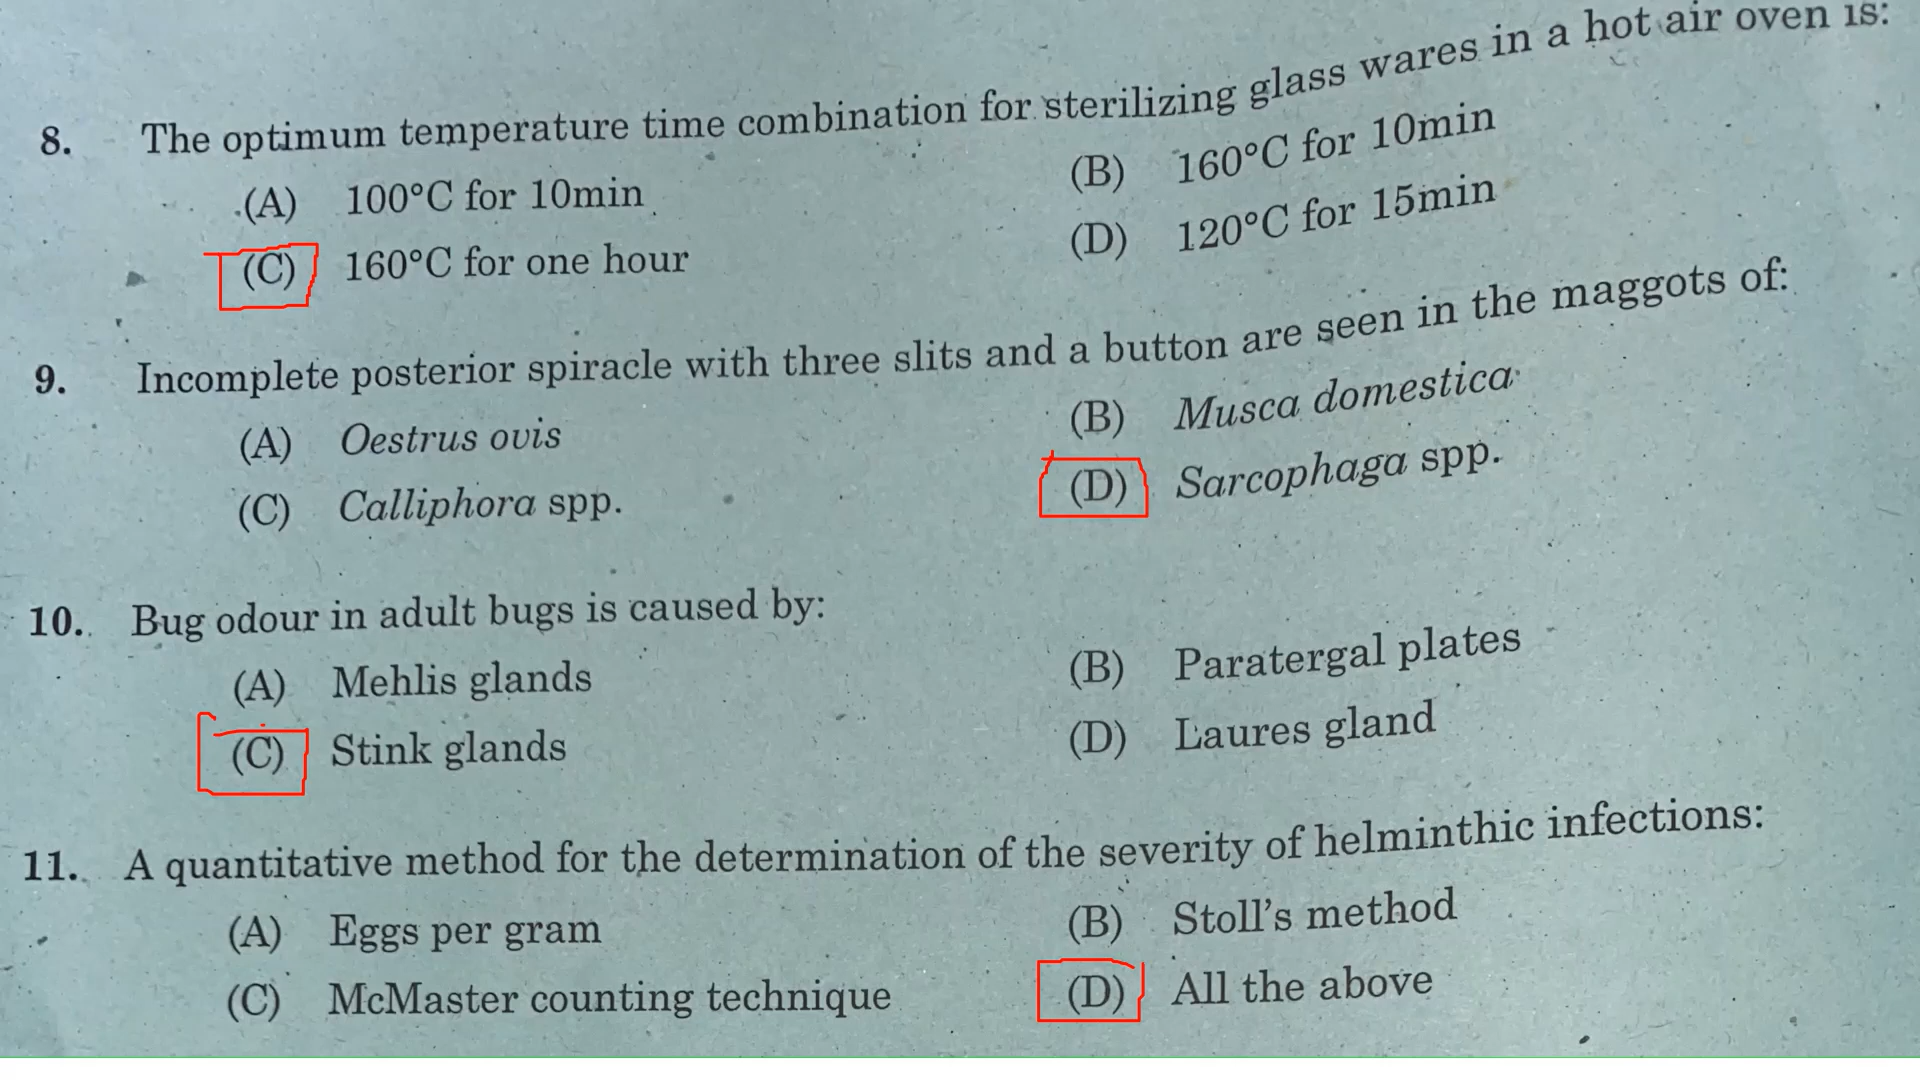 8. The optimum temperature time combination for sterilizing glass wares in a hot air oven is:
(A) 100°C for 10min (B) 160°C for 10min
(C) 160°C for one hour (D) 120°C for 15min
9. Incomplete posterior spiracle with three slits and a button are seen in the maggots of:
(A) Oestrus ovis (B) Musca domestica
(C) Calliphora spp. (D) Sarcophaga spp.
10. Bug odour in adult bugs is caused by:
(A) Mehlis glands (B) Paratergal plates
(C) Stink glands (D) Laures gland
11. A quantitative method for the determination of the severity of helminthic infections:
(A) Eggs per gram (B) Stoll's method
(C) McMaster counting technique (D) All the above